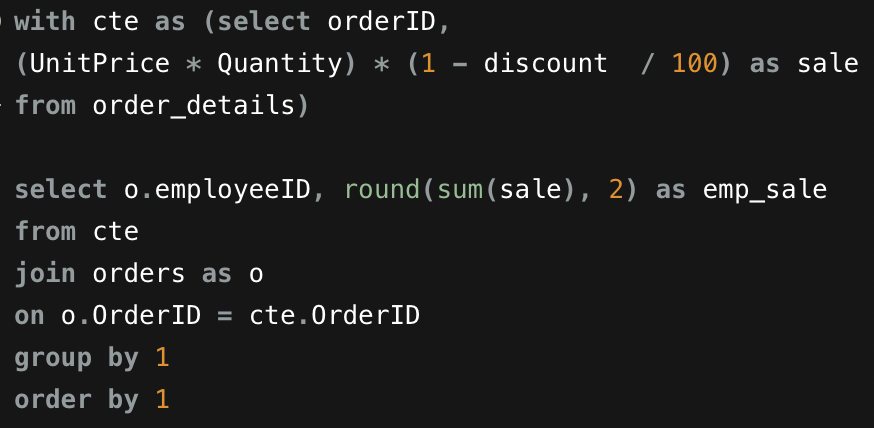 with cte as (select orderID,
(UnitPrice * Quantity) * (1 - discount  / 100) as sale
from order_details)

select o.employeeID, round(sum(sale), 2) as emp_sale
from cte
join orders as o
on o.OrderID = cte.OrderID
group by 1
order by 1